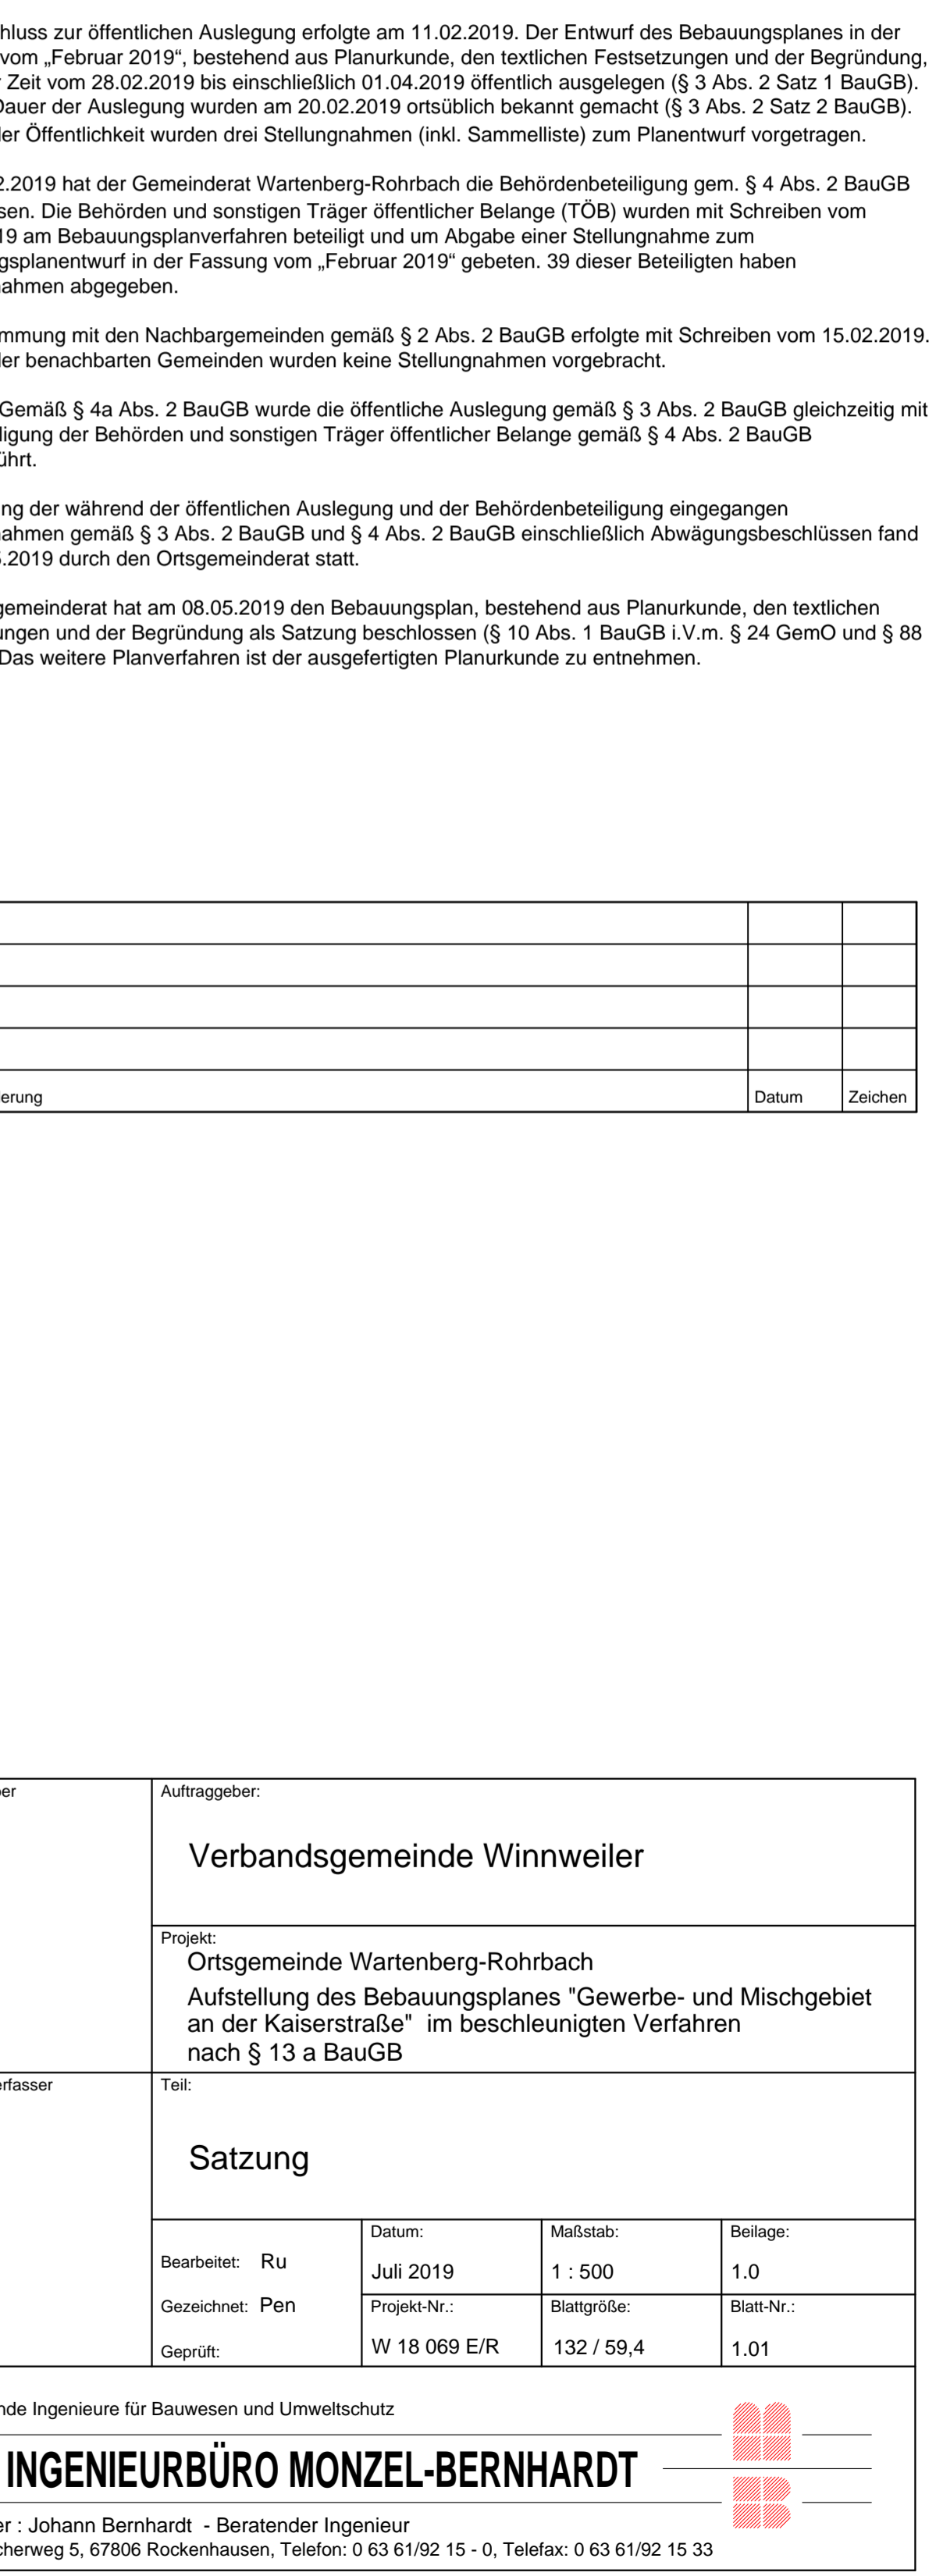 hluss zur öffentlichen Auslegung erfolgte am 11.02.2019. Der Entwurf des Bebauungsplanes in der
vom „Februar 2019“, bestehend aus Planurkunde, den textlichen Festsetzungen und der Begründung,
Zeit vom 28.02.2019 bis einschließlich 01.04.2019 öffentlich ausgelegen (§ 3 Abs. 2 Satz 1 BauGB).
Dauer der Auslegung wurden am 20.02.2019 ortsüblich bekannt gemacht (§ 3 Abs. 2 Satz 2 BauGB).
er Öffentlichkeit wurden drei Stellungnahmen (inkl. Sammelliste) zum Planentwurf vorgetragen.
2.2019 hat der Gemeinderat Wartenberg-Rohrbach die Behördenbeteiligung gem. § 4 Abs. 2 BauGB
sen. Die Behörden und sonstigen Träger öffentlicher Belange (TÖB) wurden mit Schreiben vom
19 am Bebauungsplanverfahren beteiligt und um Abgabe einer Stellungnahme zum
gsplanentwurf in der Fassung vom „Februar 2019“ gebeten. 39 dieser Beteiligten haben
ahmen abgegeben.
mmung mit den Nachbargemeinden gemäß § 2 Abs. 2 BauGB erfolgte mit Schreiben vom 15.02.2019.
der benachbarten Gemeinden wurden keine Stellungnahmen vorgebracht.
Gemäß § 4a Abs. 2 BauGB wurde die öffentliche Auslegung gemäß § 3 Abs. 2 BauGB gleichzeitig mit
ligung der Behörden und sonstigen Träger öffentlicher Belange gemäß § 4 Abs. 2 BauGB
ührt.
ng der während der öffentlichen Auslegung und der Behördenbeteiligung eingegangen
ahmen gemäß § 3 Abs. 2 BauGB und § 4 Abs. 2 BauGB einschließlich Abwägungsbeschlüssen fand
5.2019 durch den Ortsgemeinderat statt.
gemeinderat hat am 08.05.2019 den Bebauungsplan, bestehend aus Planurkunde, den textlichen
ungen und der Begründung als Satzung beschlossen (§ 10 Abs. 1 BauGB i.V.m. § 24 GemO und § 88
Das weitere Planverfahren ist der ausgefertigten Planurkunde zu entnehmen.
erung Datum Zeichen
ber Auftraggeber:
Verbandsgemeinde Winnweiler
Projekt:
Ortsgemeinde Wartenberg-Rohrbach
Aufstellung des Bebauungsplanes "Gewerbe- und Mischgebiet
an der Kaiserstraße" im beschleunigten Verfahren
nach § 13 a BauGB
erfasser Teil:
Satzung
Datum: Maßstab: Beilage:
Bearbeitet: Ru Juli 2019 1 : 500 1.0
Gezeichnet: Pen Projekt-Nr.: Blattgröße: Blatt-Nr.:
Geprüft: W 18 069 E/R 132 / 59,4 1.01
nde Ingenieure für Bauwesen und Umweltschutz
INGENIEURBÜRO MONZEL-BERNHARDT
er : Johann Bernhardt - Beratender Ingenieur
cherweg 5, 67806 Rockenhausen, Telefon: 0 63 61/92 15 - 0, Telefax: 0 63 61/92 15 33